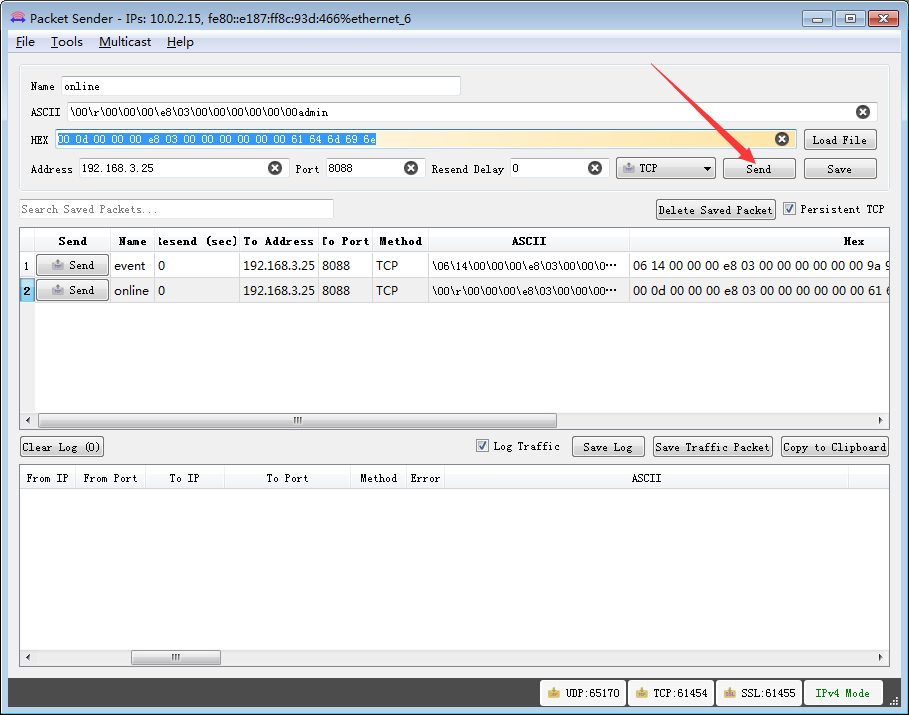 Packet Sender - IPs: 10.0.2.15, fe80::e187:ff8c:93d:466%ethernet_6
File Tools Multicast Help
Name online
ASCII \00\r\00\00\00\e8\03\00\00\00\00\00\00admin
HEX 00 0d 00 00 00 e8 03 00 00 00 00 00 00 61 64 6d 69 6e Load File
Address 192.168.3.25 Port 8088 Resend Delay 0 TCP Send Save
Search Saved Packets... Delete Saved Packet Persistent TCP
Send Name Resend (sec) To Address To Port Method ASCII Hex
1 Send event 0 192.168.3.25 8088 TCP \06\14\00\00\00\e8\03\00\00\0··· 06 14 00 00 00 e8 03 00 00 00 00 00 00 9a 9
2 Send online 0 192.168.3.25 8088 TCP \00\r\00\00\00\e8\03\00\00\00··· 00 0d 00 00 00 e8 03 00 00 00 00 00 00 61 6
Clear Log (0) Log Traffic Save Log Save Traffic Packet Copy to Clipboard
From IP From Port To IP To Port Method Error ASCII
UDP:65170 TCP:61454 SSL:61455 IPv4 Mode